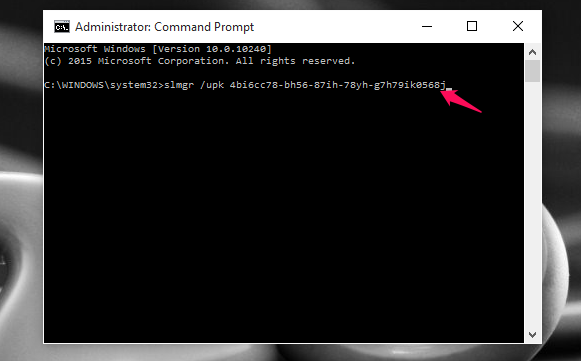 Administrator: Command Prompt
Microsoft Windows [Version 10.0.10240]
(c) 2015 Microsoft Corporation. All rights reserved.
C:\WINDOWS\system32>slmgr /upk 4bi6cc78-bh56-87ih-78yh-g7h79ik0568j_